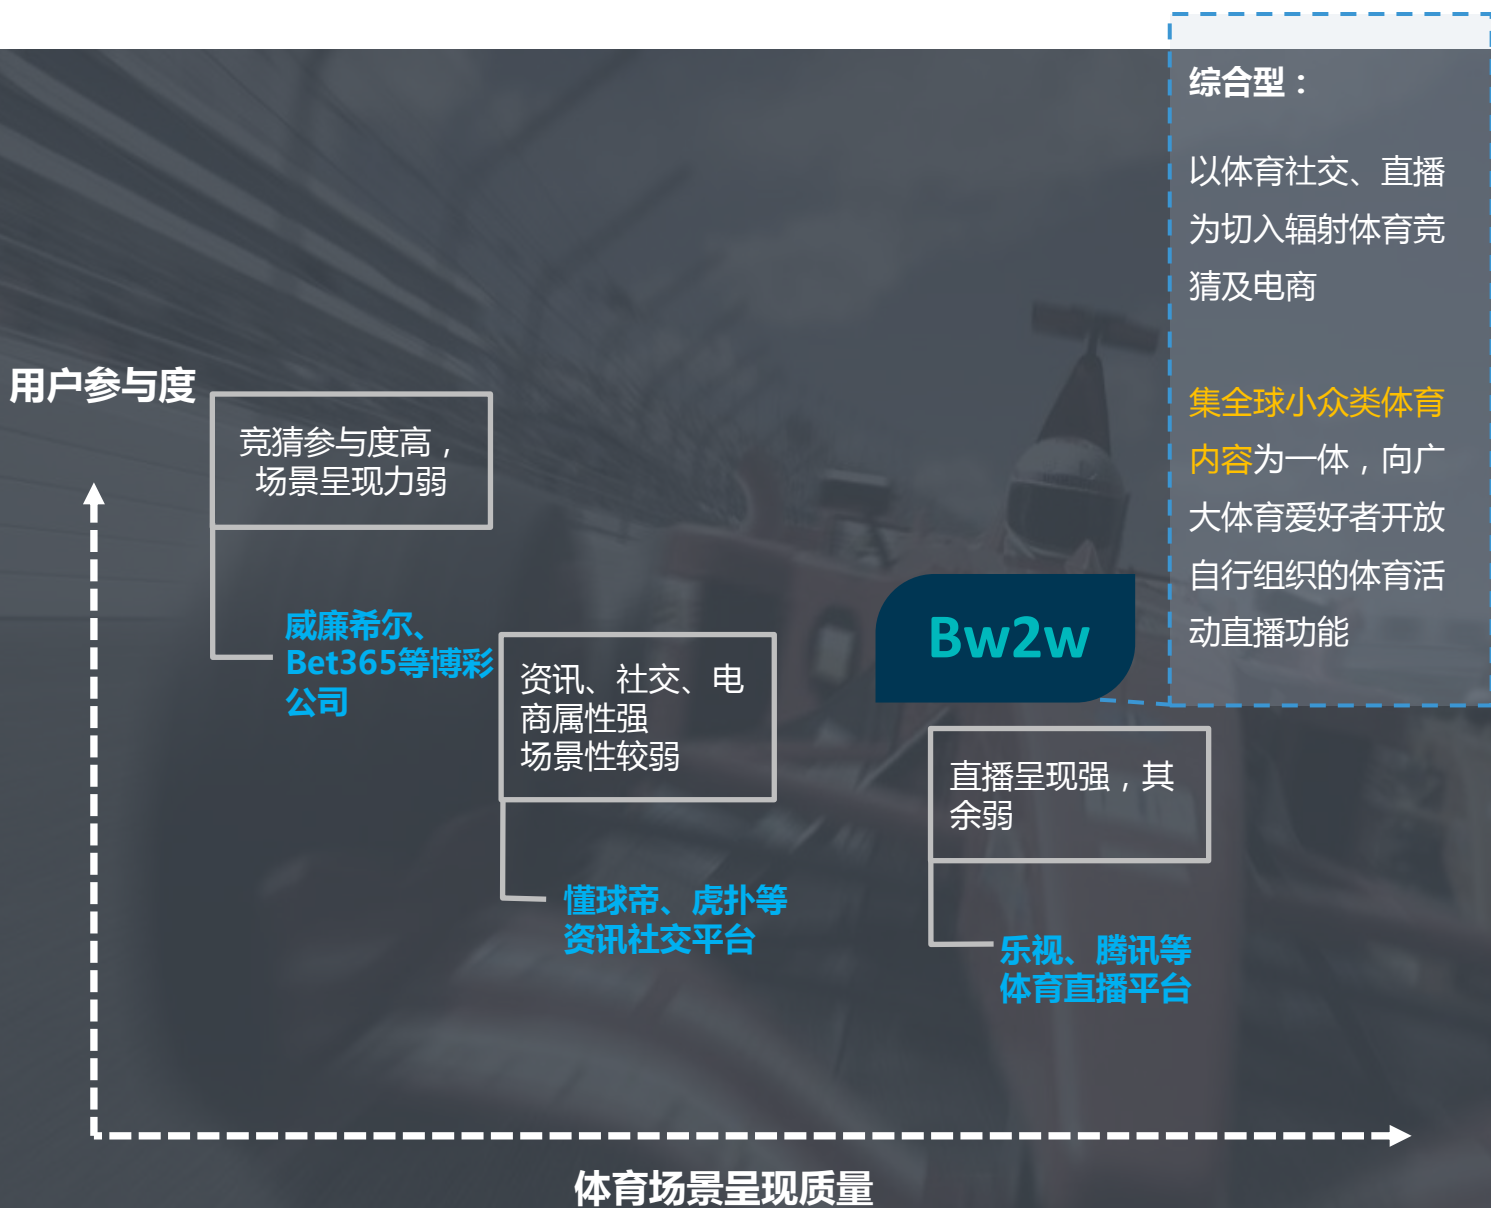 综合型：
以体育社交、直播
为切入辐射体育竞
猜及电商
集全球小众类体育
内容为一体，向广
大体育爱好者开放
自行组织的体育活
动直播功能
用户参与度
竞猜参与度高，
场景呈现力弱
威廉希尔、
Bet365等博彩
公司
资讯、社交、电
商属性强
场景性较弱
懂球帝、虎扑等
资讯社交平台
Bw2w
直播呈现强，其
余弱
乐视、腾讯等
体育直播平台
体育场景呈现质量